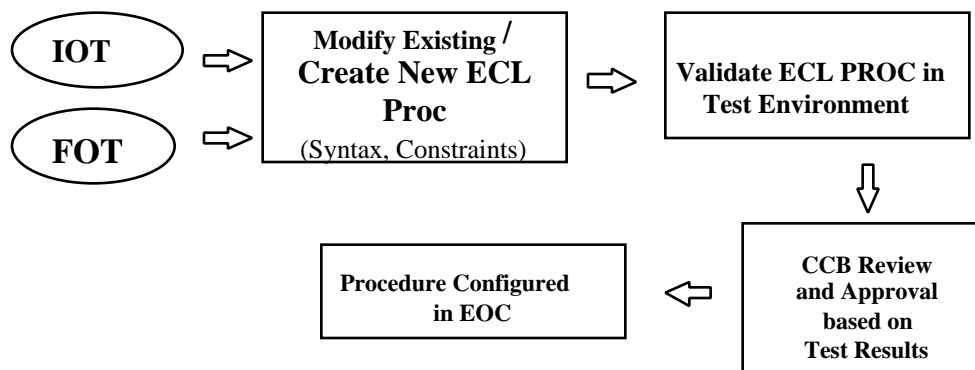 IOT
FOT
Modify Existing /
Create New ECL
Proc
(Syntax, Constraints)
Validate ECL PROC in
Test Environment
CCB Review
and Approval
based on
Test Results
Procedure Configured
in EOC